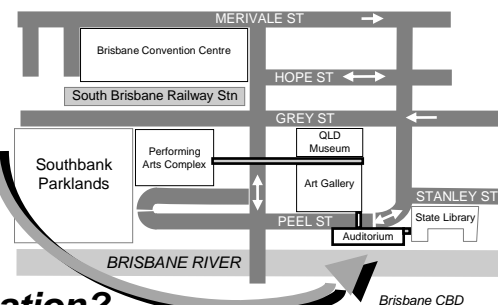 MERIVALE ST
Brisbane Convention Centre
HOPE ST
South Brisbane Railway Stn
GREY ST
QLD
Museum
Performing
Arts Complex
Southbank
Parklands
Art Gallery
STANLEY ST
State Library
PEEL ST
Auditorium
BRISBANE RIVER
Brisbane CBD